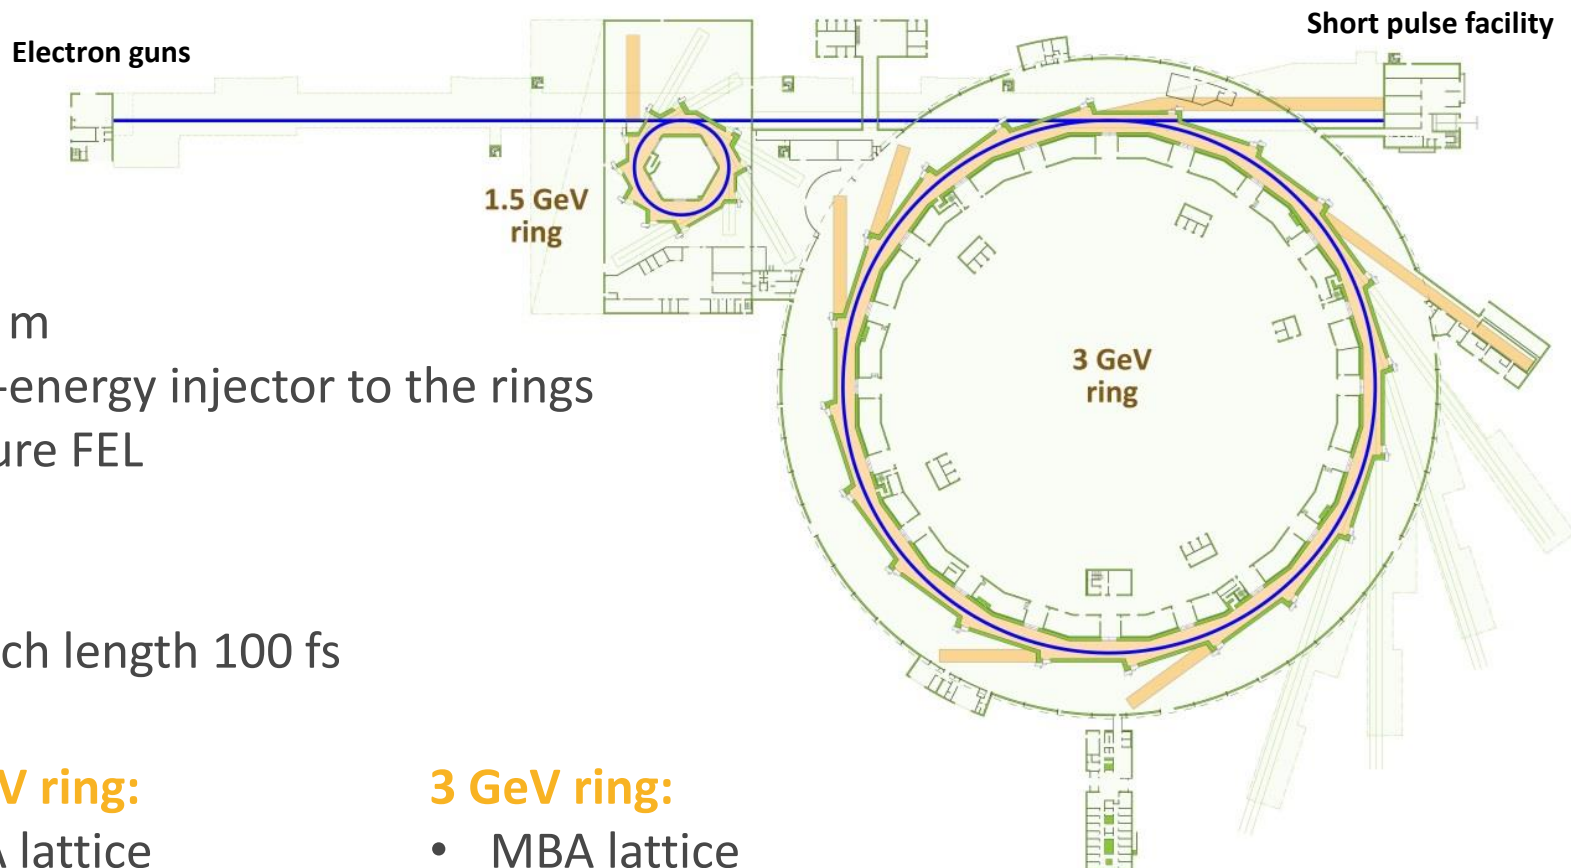 Short pulse facility
Electron guns
1.5 GeV
ring
3 GeV
ring
m
-energy injector to the rings
ure FEL
ch length 100 fs
V ring:
A lattice
3 GeV ring:
• MBA lattice